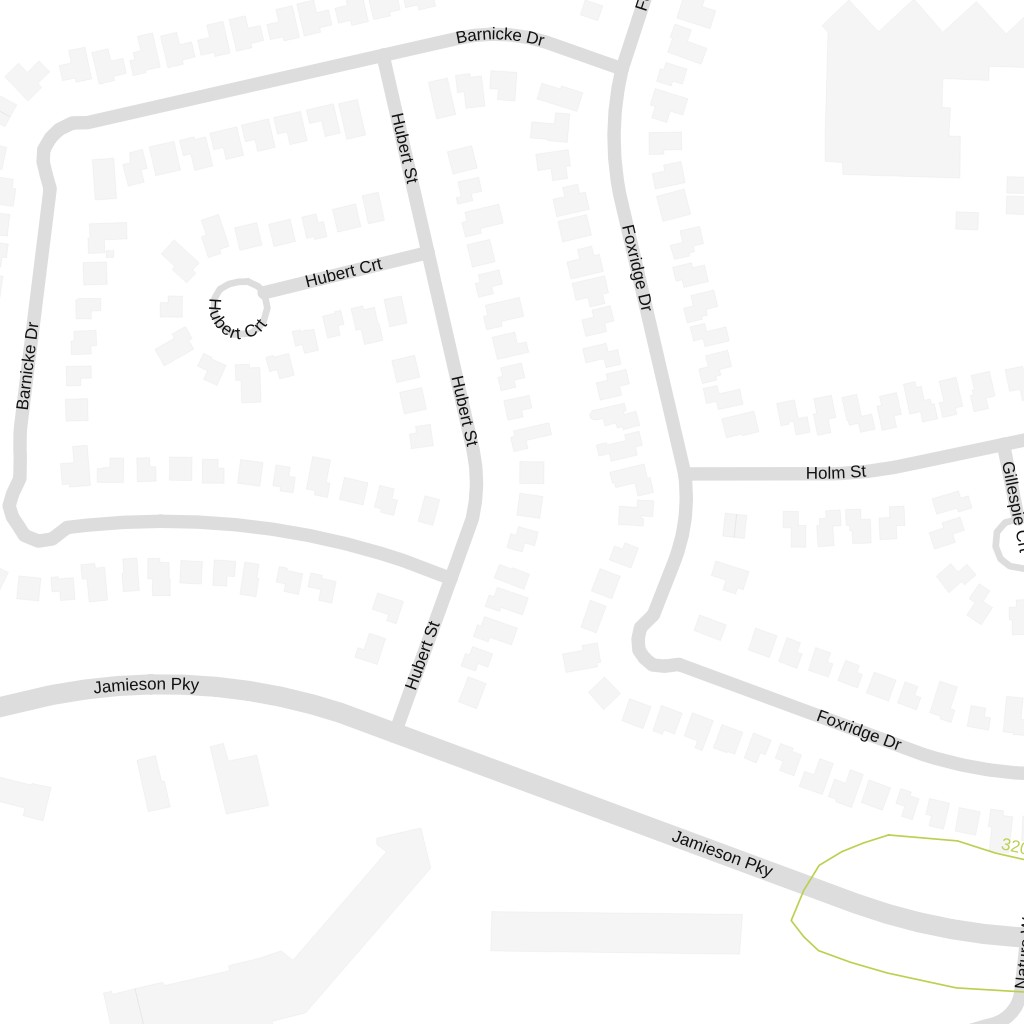 Barnicke Dr
Hubert St
Foxridge Dr
Hubert Crt
Hubert Crt
Barnicke Dr
Hubert St
Holm St
Gillespie Crt
Hubert St
Jamieson Pky
Foxridge Dr
Jamieson Pky
320